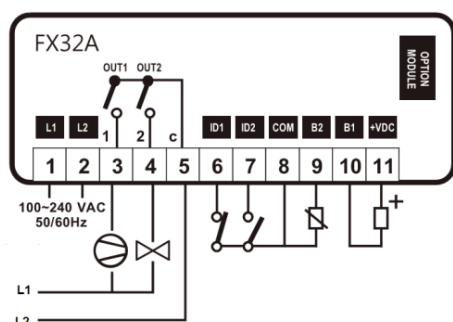 FX32A
OUT1 OUT2
OPTION MODULE
1 2 c
L1 L2 ID1 ID2 COM B2 B1 +VDC
1 2 3 4 5 6 7 8 9 10 11
100~240 VAC
50/60Hz
+
L1
L2